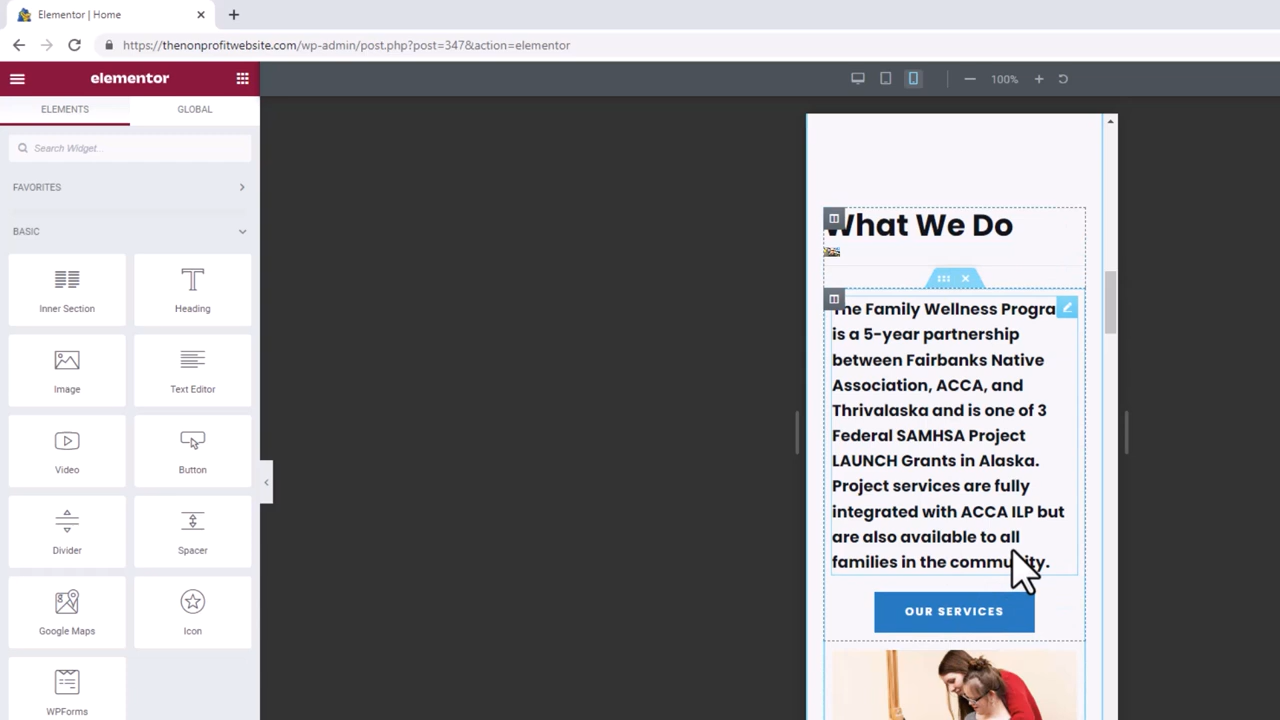 Elementor | Home
https://thenonprofitwebsite.com/wp-admin/post.php?post=347&action=elementor
elementor
100%
ELEMENTS
GLOBAL
Search Widget...
FAVORITES
BASIC
Inner Section
Heading
Image
Text Editor
Video
Button
Divider
Spacer
Google Maps
Icon
WPForms
What We Do
The Family Wellness Progra
is a 5-year partnership
between Fairbanks Native
Association, ACCA, and
Thrivalaska and is one of 3
Federal SAMHSA Project
LAUNCH Grants in Alaska.
Project services are fully
integrated with ACCA ILP but
are also available to all
families in the community.
OUR SERVICES